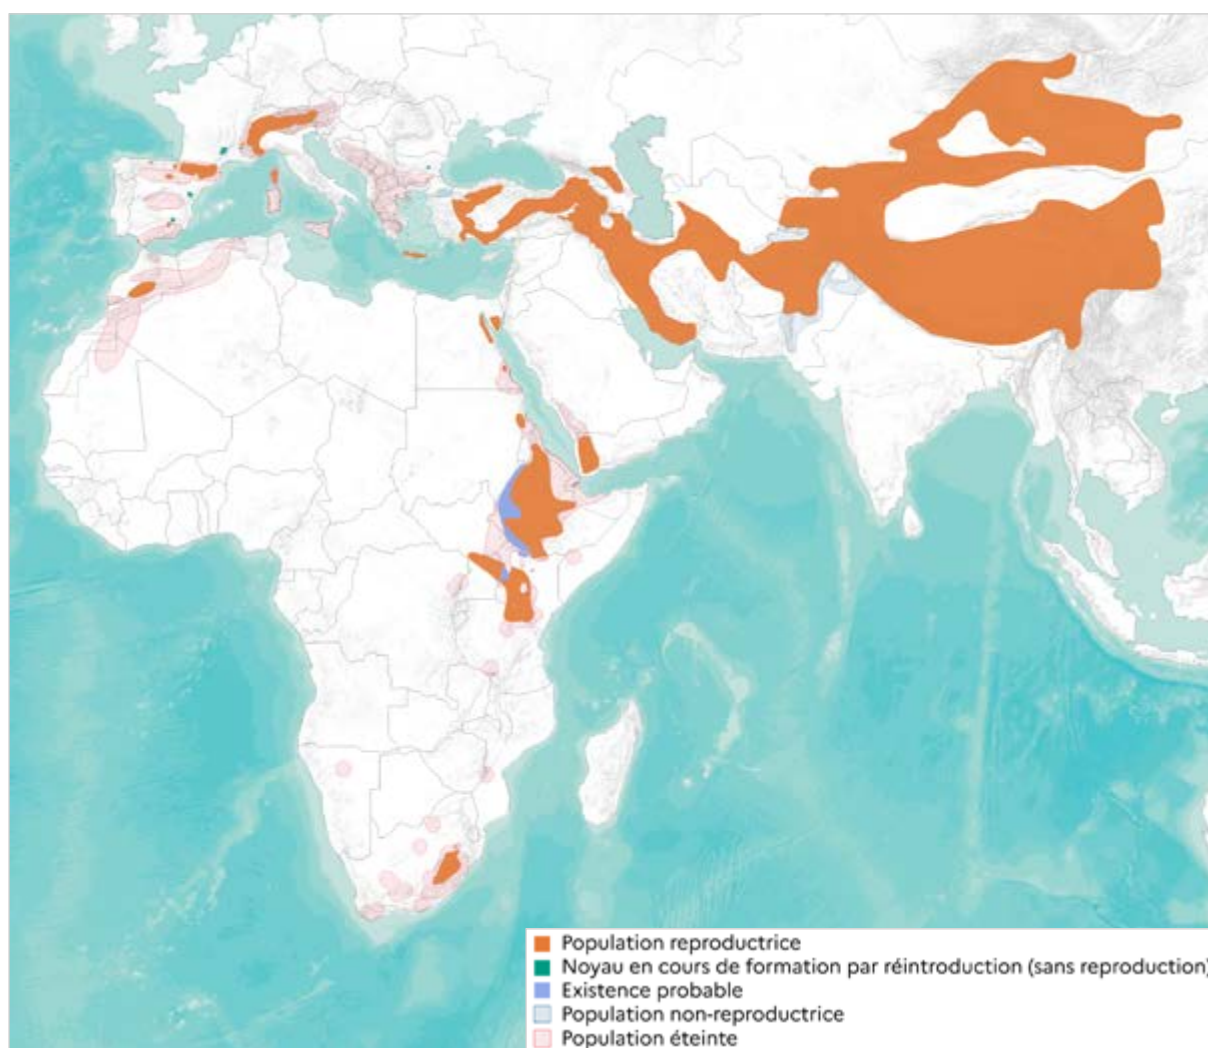 Population reproductrice
Noyau en cours de formation par réintroduction (sans reproduction)
Existence probable
Population non-reproductrice
Population éteinte